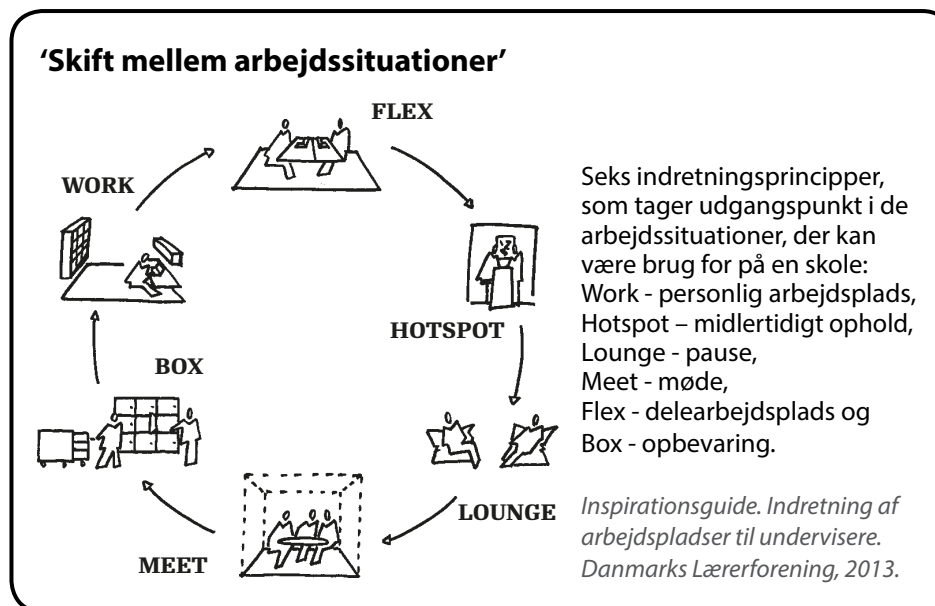 'Skift mellem arbejdssituationer'
FLEX
WORK
HOTSPOT
BOX
LOUNGE
MEET
Seks indretningsprincipper,
som tager udgangspunkt i de
arbejdssituationer, der kan
være brug for på en skole:
Work - personlig arbejdsplads,
Hotspot – midlertidigt ophold,
Lounge - pause,
Meet - møde,
Flex - delearbejdsplads og
Box - opbevaring.
Inspirationsguide. Indretning af
arbejdspladser til undervisere.
Danmarks Lærerforening, 2013.